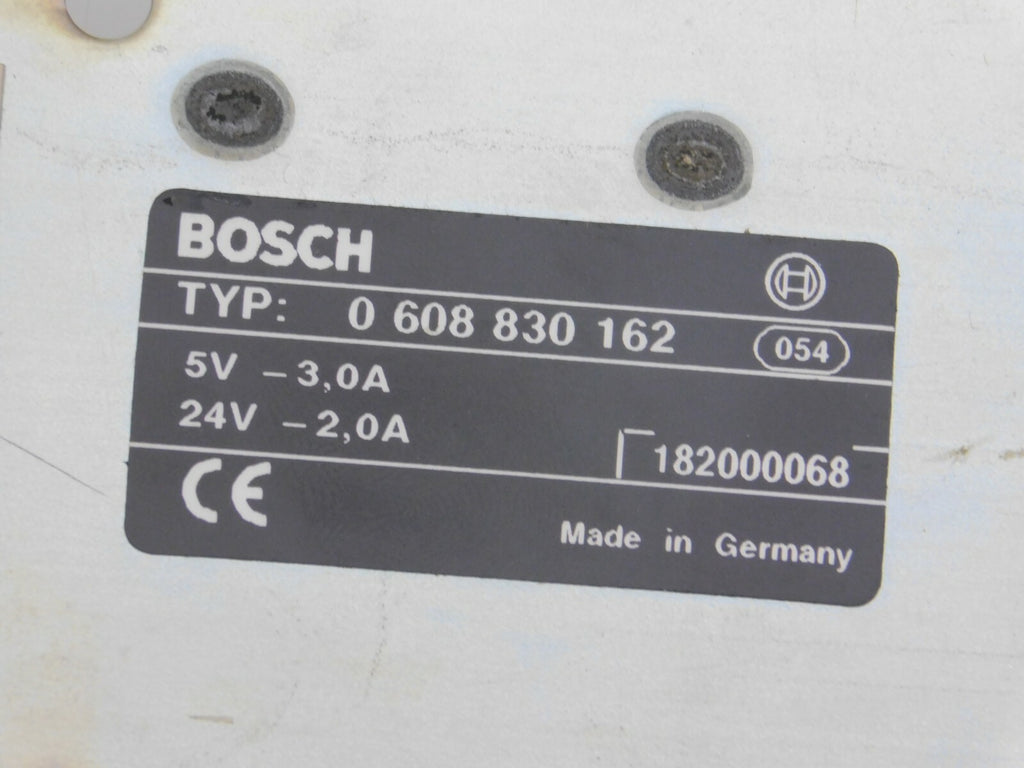 BOSCH
TYP: 0 608 830 162 054
5V – 3,0A
24V – 2,0A
182000068
CE
Made in Germany